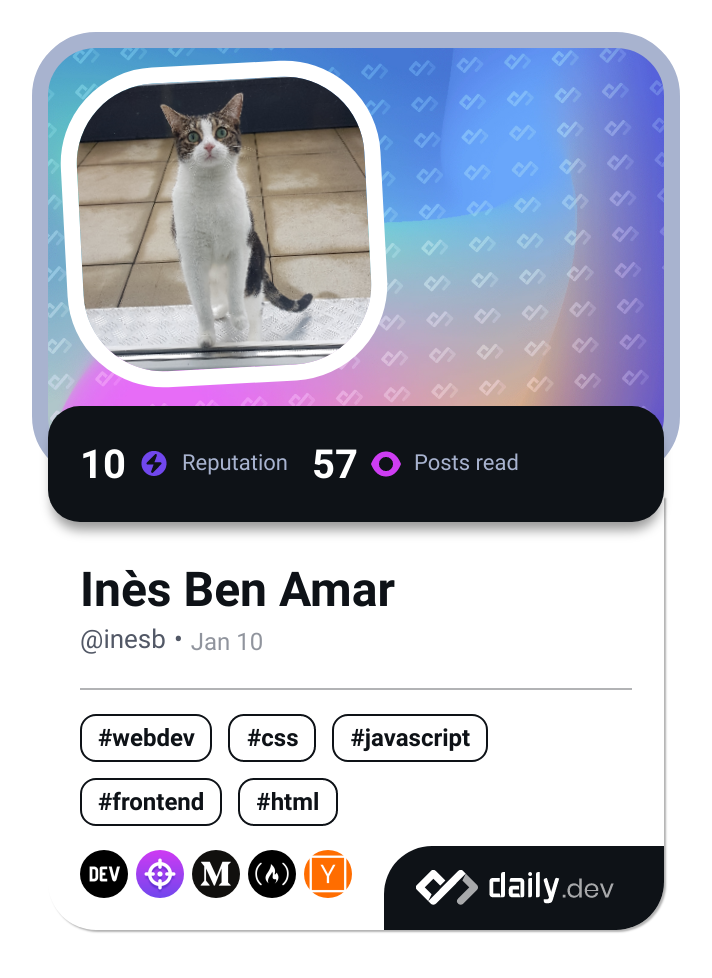 10 Reputation 57 Posts read
Inès Ben Amar
@inesb • Jan 10
#webdev #css #javascript
#frontend #html
DEV M Y daily.dev